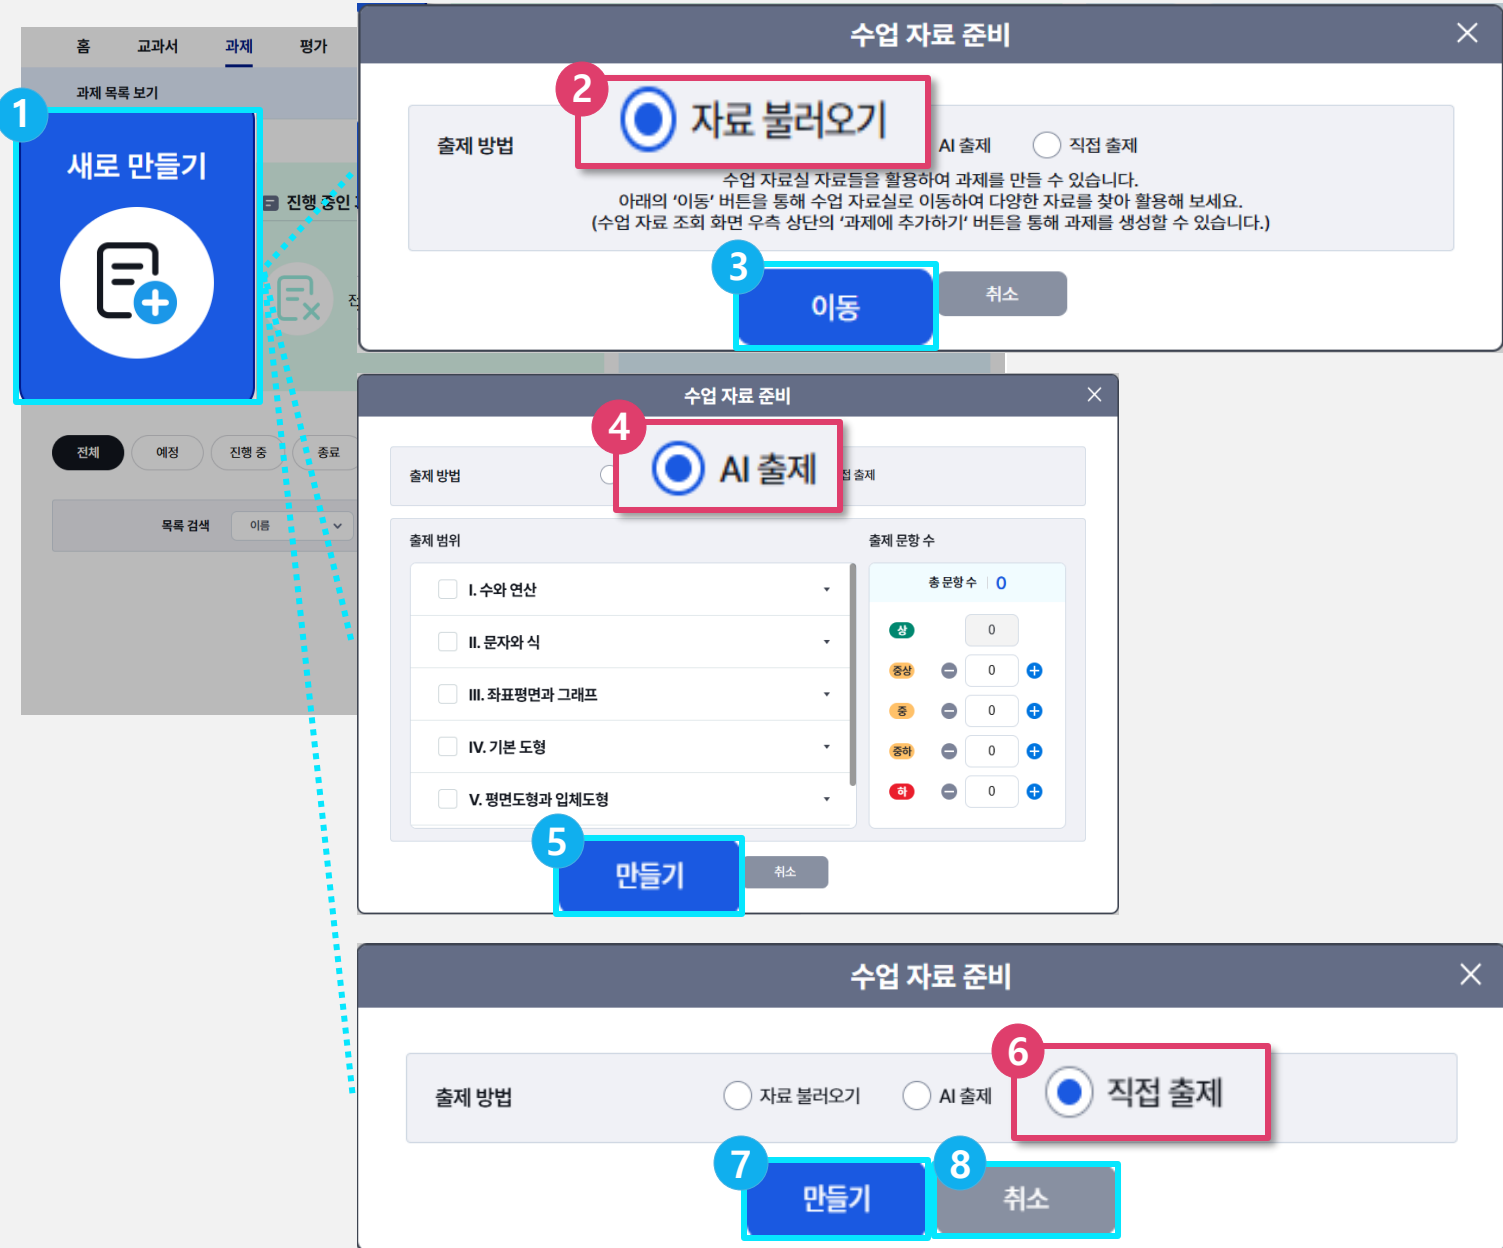 홈 교과서 과제 평가
과제 목록 보기
1
새로 만들기
진행 중인
전체 예정 진행 중 종료
목록 검색 이름
수업 자료 준비
2
출제 방법 자료 불러오기 AI 출제 직접 출제
수업 자료실 자료들을 활용하여 과제를 만들 수 있습니다.
아래의 ‘이동’ 버튼을 통해 수업 자료실로 이동하여 다양한 자료를 찾아 활용해 보세요.
(수업 자료 조회 화면 우측 상단의 ‘과제에 추가하기’ 버튼을 통해 과제를 생성할 수 있습니다.)
3
이동 취소
수업 자료 준비
4
출제 방법 AI 출제 접 출제
출제 범위 출제 문항 수
I. 수와 연산
II. 문자와 식
III. 좌표평면과 그래프
IV. 기본 도형
V. 평면도형과 입체도형
총 문항 수 0
상 0
중상 0
중 0
중하 0
하 0
5
만들기 취소
수업 자료 준비
6
출제 방법 자료 불러오기 AI 출제 직접 출제
7 8
만들기 취소